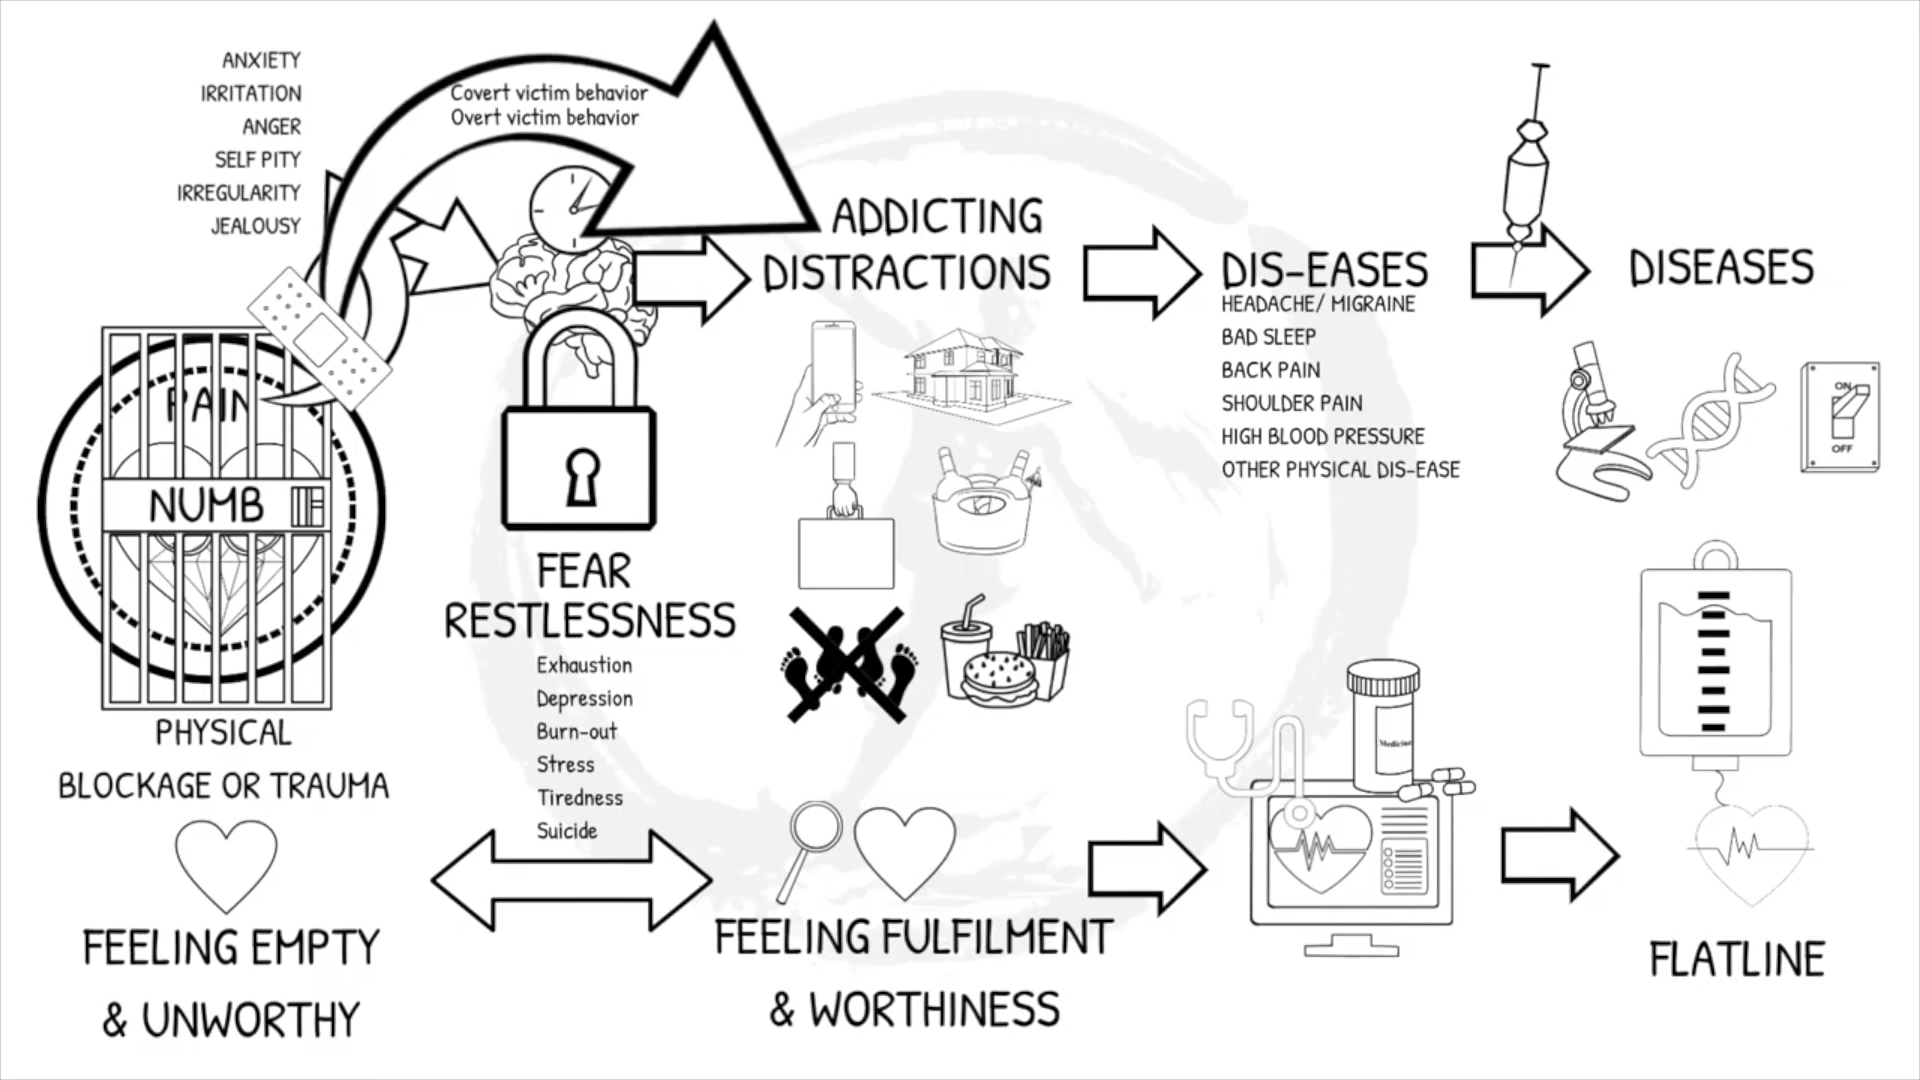 ANXIETY
IRRITATION
ANGER
SELF PITY
IRREGULARITY
JEALOUSY
Covert victim behavior
Overt victim behavior
PAIN
NUMB
PHYSICAL
BLOCKAGE OR TRAUMA
FEELING EMPTY
& UNWORTHY
FEAR
RESTLESSNESS
Exhaustion
Depression
Burn-out
Stress
Tiredness
Suicide
ADDICTING
DISTRACTIONS
FEELING FULFILMENT
& WORTHINESS
DIS-EASES
HEADACHE/ MIGRAINE
BAD SLEEP
BACK PAIN
SHOULDER PAIN
HIGH BLOOD PRESSURE
OTHER PHYSICAL DIS-EASE
Medicine
DISEASES
ON
OFF
FLATLINE